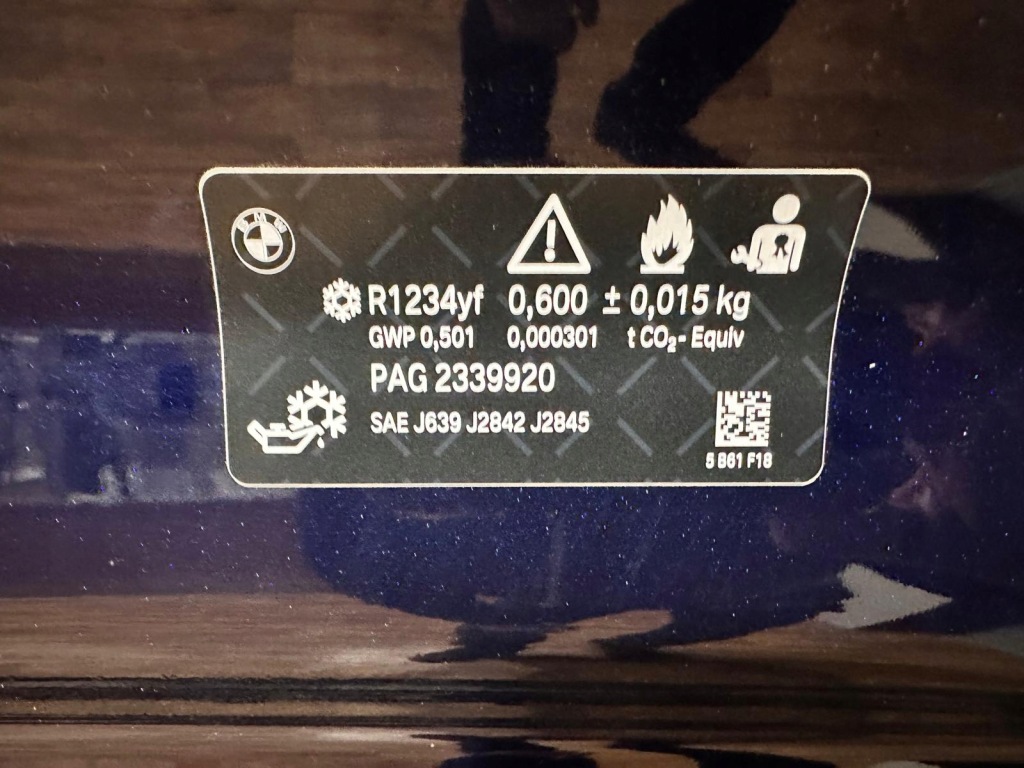 BMW
R1234yf 0,600 ± 0,015 kg
GWP 0,501 0,000301 t CO₂- Equiv
PAG 2339920
SAE J639 J2842 J2845
5 B61 F18